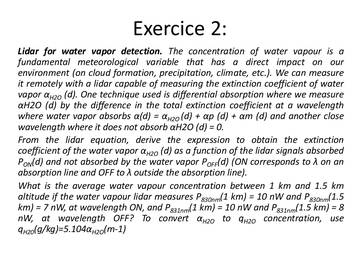 Exercice 2:
Lidar for water vapor detection. The concentration of water vapour is a
fundamental meteorological variable that has a direct impact on our
environment (on cloud formation, precipitation, climate, etc.). We can measure
it remotely with a lidar capable of measuring the extinction coefficient of water
vapor αH2O (d). One technique used is differential absorption where we measure
αH2O (d) by the difference in the total extinction coefficient at a wavelength
where water vapor absorbs α(d) = αH2O (d) + αp (d) + αm (d) and another close
wavelength where it does not absorb αH2O (d) = 0.
From the lidar equation, derive the expression to obtain the extinction
coefficient of the water vapor αH2O (d) as a function of the lidar signals absorbed
PON(d) and not absorbed by the water vapor POFF(d) (ON corresponds to λ on an
absorption line and OFF to λ outside the absorption line).
What is the average water vapour concentration between 1 km and 1.5 km
altitude if the water vapour lidar measures P830nm(1 km) = 10 nW and P830nm(1.5
km) = 7 nW, at wavelength ON, and P831nm(1 km) = 10 nW and P831nm(1.5 km) = 8
nW, at wavelength OFF? To convert αH2O to qH2O concentration, use
qH2O(g/kg)=5.104αH2O(m-1)